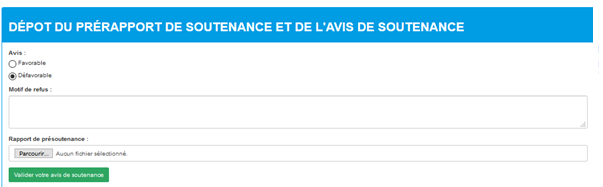 DÉPOT DU PRÉRAPPORT DE SOUTENANCE ET DE L'AVIS DE SOUTENANCE
Avis :
Favorable
Défavorable
Motif de refus :
Rapport de présoutenance :
Parcourir... Aucun fichier sélectionné.
Valider votre avis de soutenance